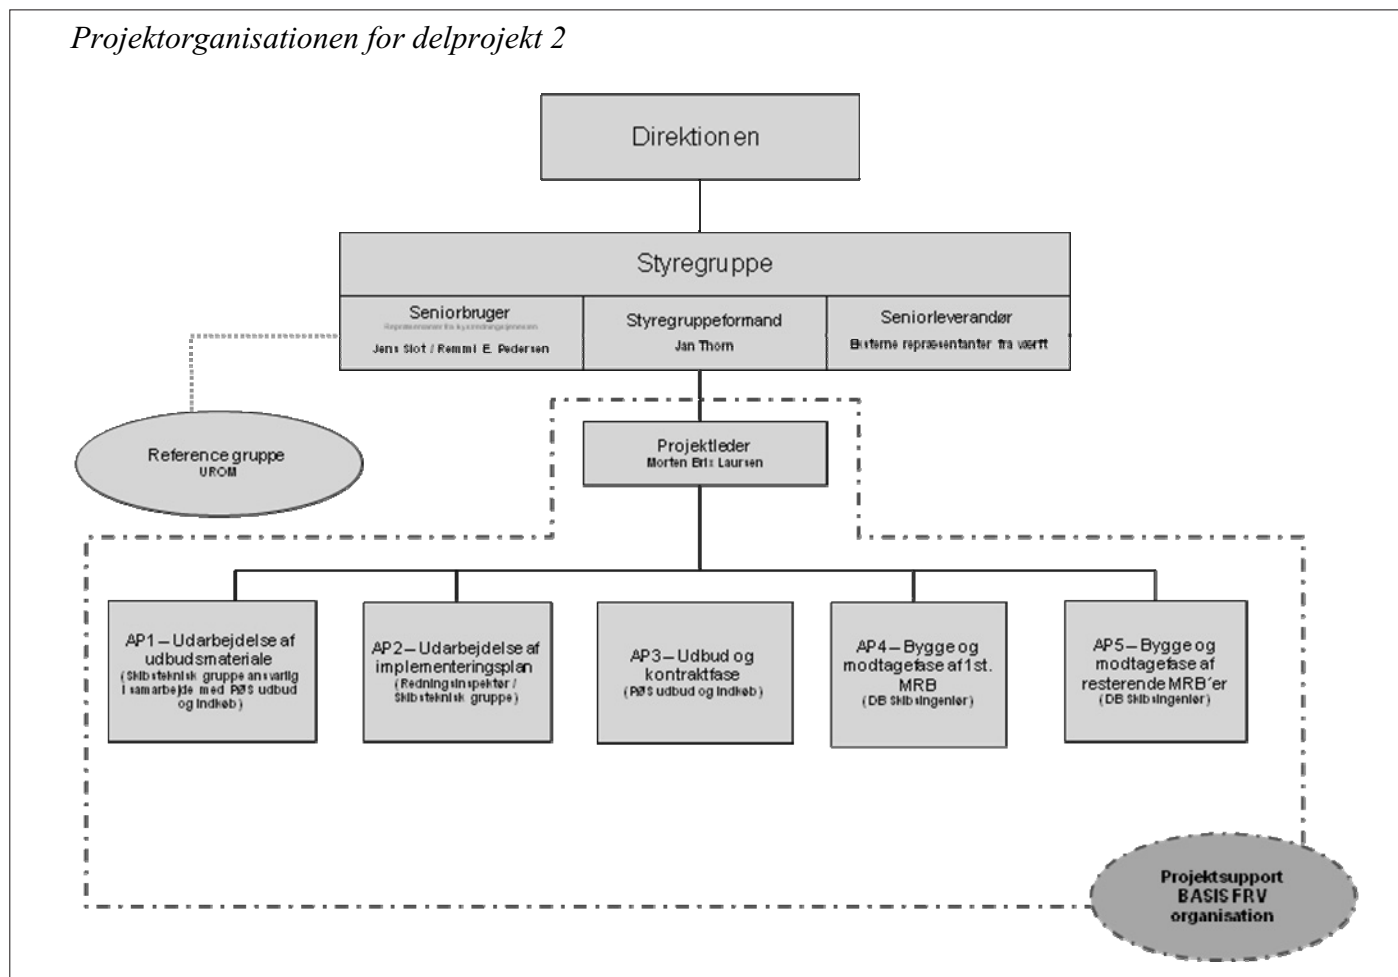 Projektorganisationen for delprojekt 2
Direktionen
Styregruppe
Seniorbruger
Repræsentanter fra kystredningstjenesten
Jens Slot / Remmi E. Pedersen
Styregruppeformand
Jan Thorn
Seniorleverandør
Eksterne repræsentanter fra værft
Reference gruppe
UROM
Projektleder
Morten Brix Laursen
AP1 – Udarbejdelse af
udbudsmateriale
(Skibsteknisk gruppe ansvarlig
i samarbejde med PØS udbud
og indkøb)
AP2 – Udarbejdelse af
implementeringsplan
(Redningsinspektør /
Skibsteknisk gruppe)
AP3 – Udbud og
kontraktfase
(PØS udbud og indkøb)
AP4 – Bygge og
modtagefase af 1st.
MRB
(DB Skibsingeniør)
AP5 – Bygge og
modtagefase af
resterende MRB´er
(DB Skibsingeniør)
Projektsupport
BASIS FRV
organisation